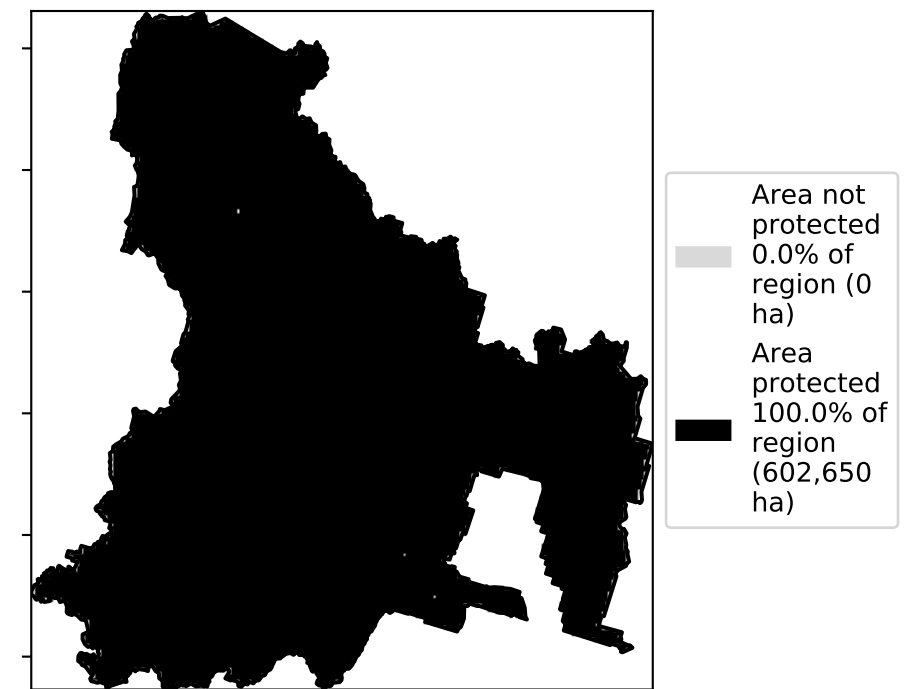 Area not
protected
0.0% of
region (0
ha)
Area
protected
100.0% of
region
(602,650
ha)